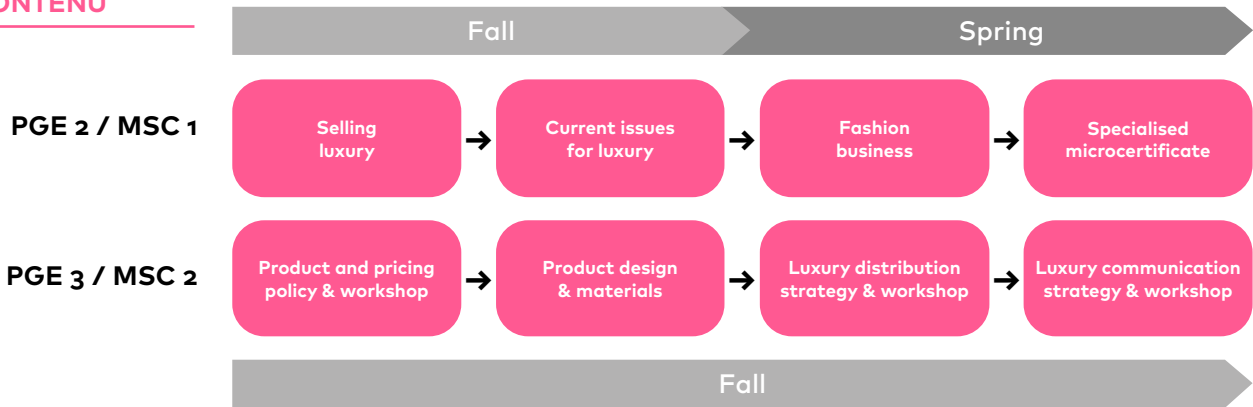 ONTENU
Fall
Spring
PGE 2 / MSC 1
Selling
luxury
→
Current issues
for luxury
→
Fashion
business
→
Specialised
microcertificate
PGE 3 / MSC 2
Product and pricing
policy & workshop
→
Product design
& materials
→
Luxury distribution
strategy & workshop
→
Luxury communication
strategy & workshop
Fall